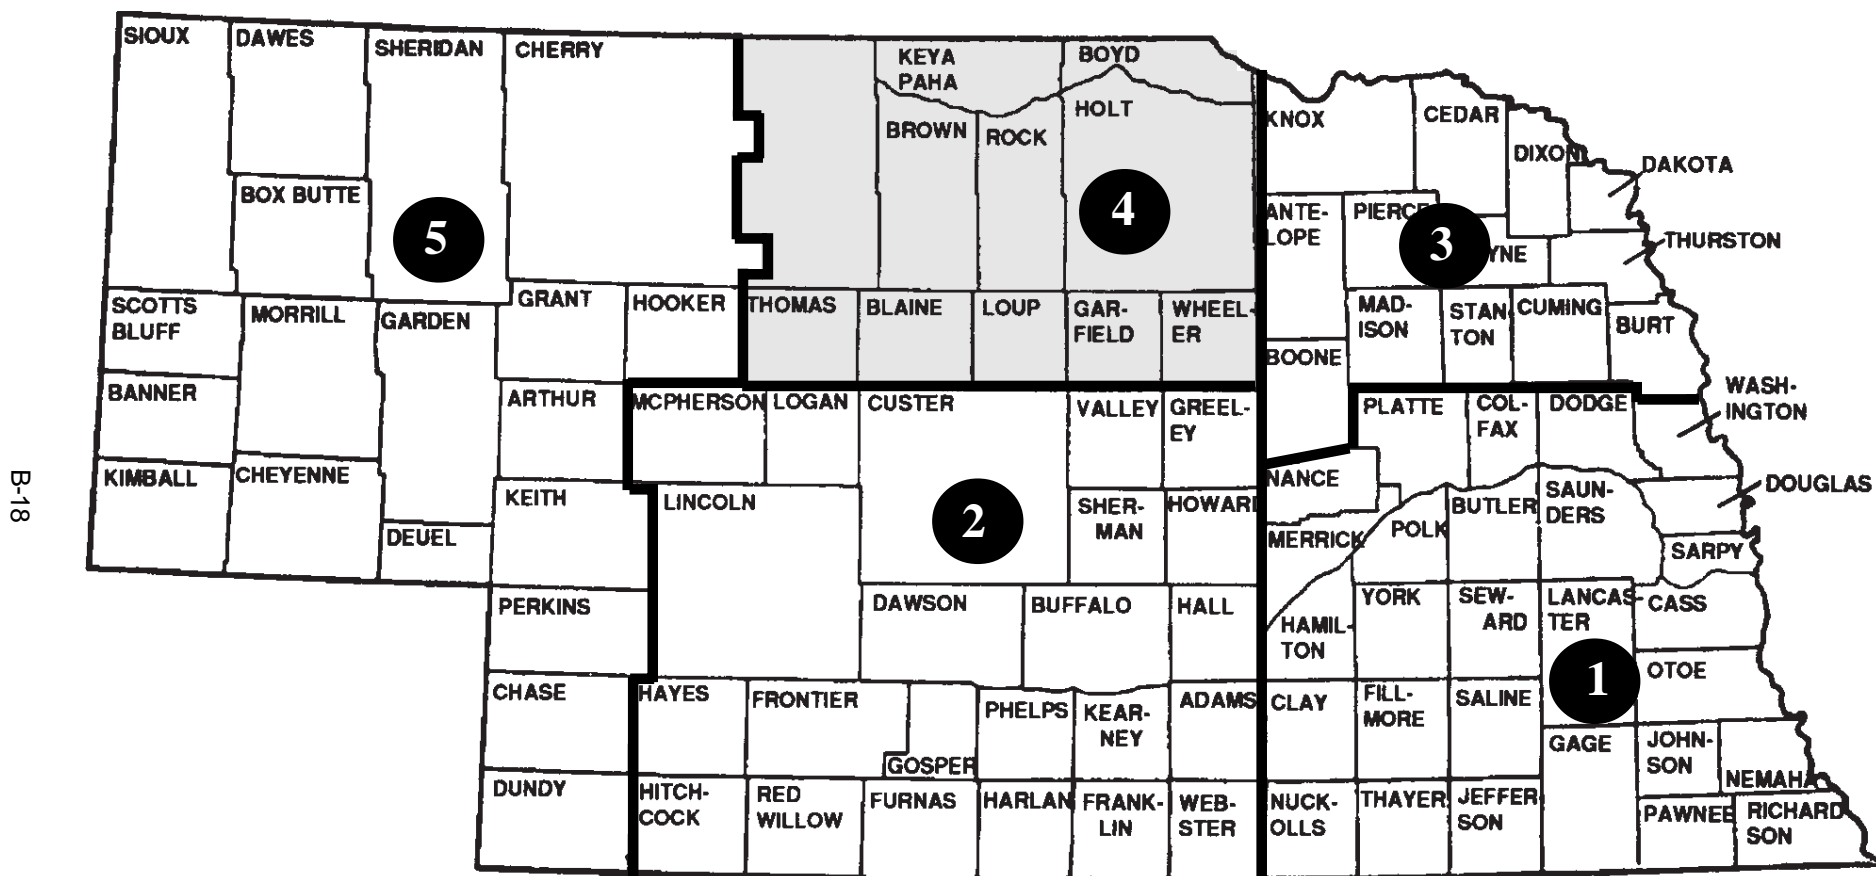 SIOUX
DAWES
SHERIDAN
CHERRY
KEYA
PAHA
BOYD
HOLT
BROWN
ROCK
KNOX
CEDAR
DIXON
DAKOTA
BOX BUTTE
5
4
ANTE-
LOPE
PIERCE
3
YNE
THURSTON
SCOTTS
BLUFF
MORRILL
GARDEN
GRANT
HOOKER
THOMAS
BLAINE
LOUP
GAR-
FIELD
WHEEL-
ER
MAD-
ISON
STAN
TON
CUMING
BURT
BOONE
BANNER
ARTHUR
MCPHERSON
LOGAN
CUSTER
VALLEY
GREEL-
EY
PLATTE
COL-
FAX
DODGE
WASH-
INGTON
KIMBALL
CHEYENNE
KEITH
LINCOLN
2
SHER-
MAN
HOWARD
NANCE
MERRICK
POLK
BUTLER
SAUN-
DERS
DOUGLAS
SARPY
B-18
DEUEL
PERKINS
DAWSON
BUFFALO
HALL
HAMIL-
TON
YORK
SEW-
ARD
LANCAS-
TER
CASS
1
OTOE
CHASE
HAYES
FRONTIER
GOSPER
PHELPS
KEAR-
NEY
ADAMS
CLAY
FILL-
MORE
SALINE
GAGE
JOHN-
SON
NEMAHA
DUNDY
HITCH-
COCK
RED
WILLOW
FURNAS
HARLAN
FRANK-
LIN
WEB-
STER
NUCK-
OLLS
THAYER
JEFFER
SON
PAWNEE
RICHARD
SON